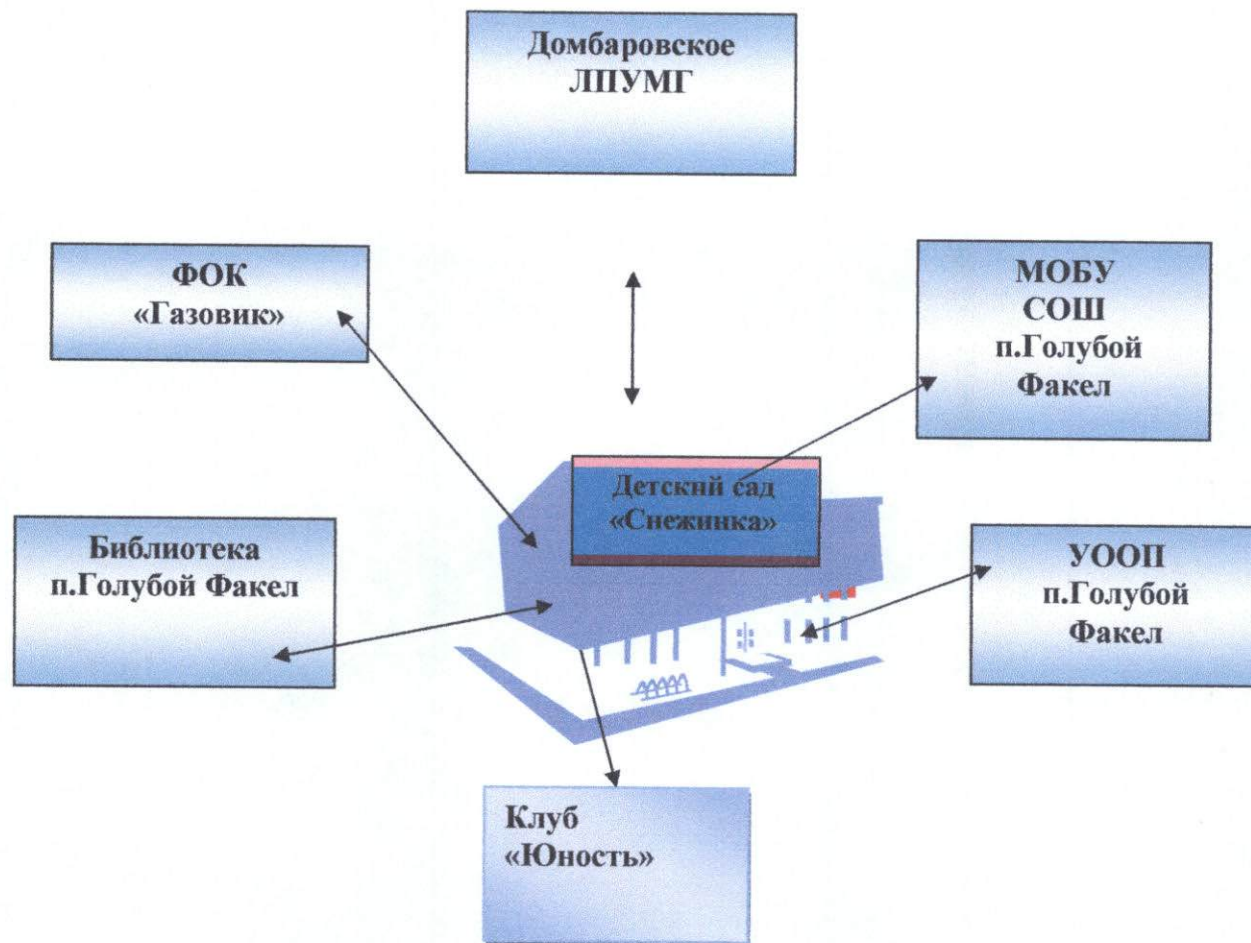 Домбаровское
ЛПУМГ
ФОК
«Газовик»
МОБУ
СОШ
п.Голубой
Факел
Детский сад
«Снежинка»
Библиотека
п.Голубой Факел
УООП
п.Голубой
Факел
Клуб
«Юность»